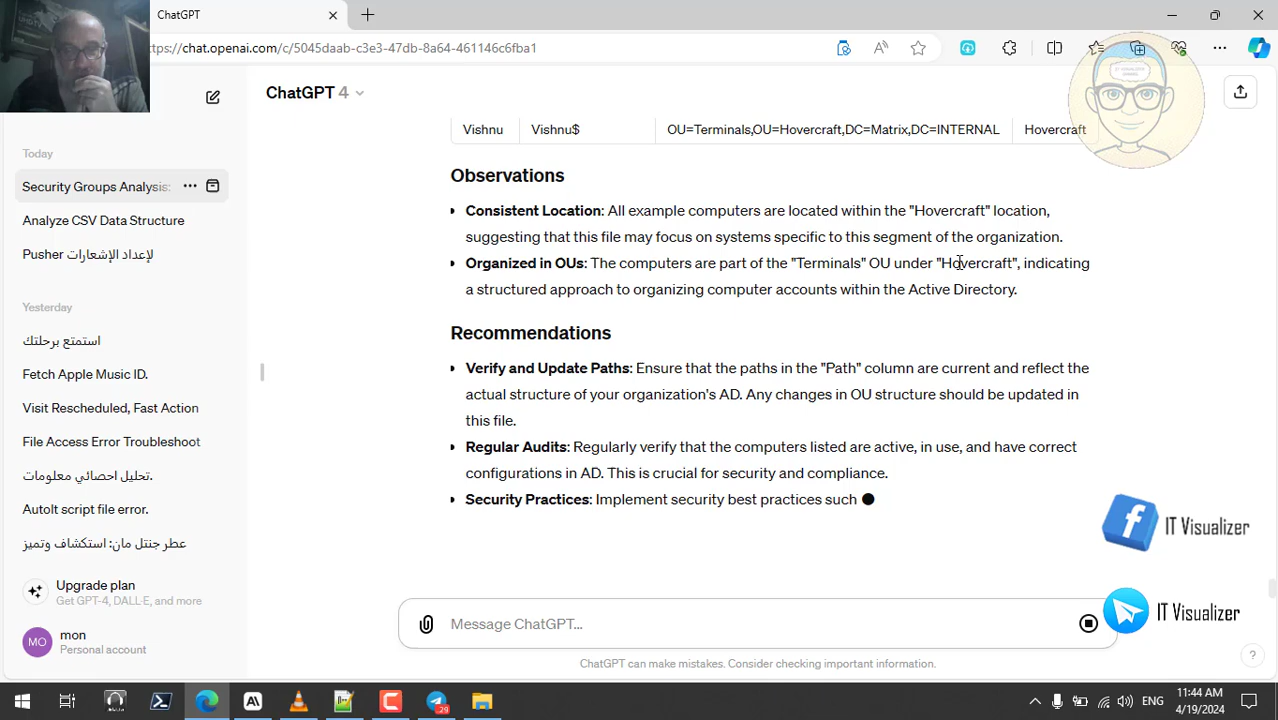 ChatGPT
ttps://chat.openai.com/c/5045daab-c3e3-47db-8a64-461146c6fba1
ChatGPT 4
Today
Security Groups Analysis:
Analyze CSV Data Structure
Pusher لإعداد الإشعارات
Yesterday
استمتع برحلتك
Fetch Apple Music ID.
Visit Rescheduled, Fast Action
File Access Error Troubleshoot
تحليل احصائي معلومات.
AutoIt script file error.
عطر جنتل مان: استكشاف وتميز
Upgrade plan
Get GPT-4, DALL·E, and more
MO
mon
Personal account
Vishnu Vishnu$ OU=Terminals,OU=Hovercraft,DC=Matrix,DC=INTERNAL Hovercraft
Observations
Consistent Location: All example computers are located within the "Hovercraft" location,
suggesting that this file may focus on systems specific to this segment of the organization.
Organized in OUs: The computers are part of the "Terminals" OU under "Hovercraft", indicating
a structured approach to organizing computer accounts within the Active Directory.
Recommendations
Verify and Update Paths: Ensure that the paths in the "Path" column are current and reflect the
actual structure of your organization's AD. Any changes in OU structure should be updated in
this file.
Regular Audits: Regularly verify that the computers listed are active, in use, and have correct
configurations in AD. This is crucial for security and compliance.
Security Practices: Implement security best practices such
IT Visualizer
IT Visualizer
Message ChatGPT...
ChatGPT can make mistakes. Consider checking important information.
?
29
ENG
11:44 AM
4/19/2024